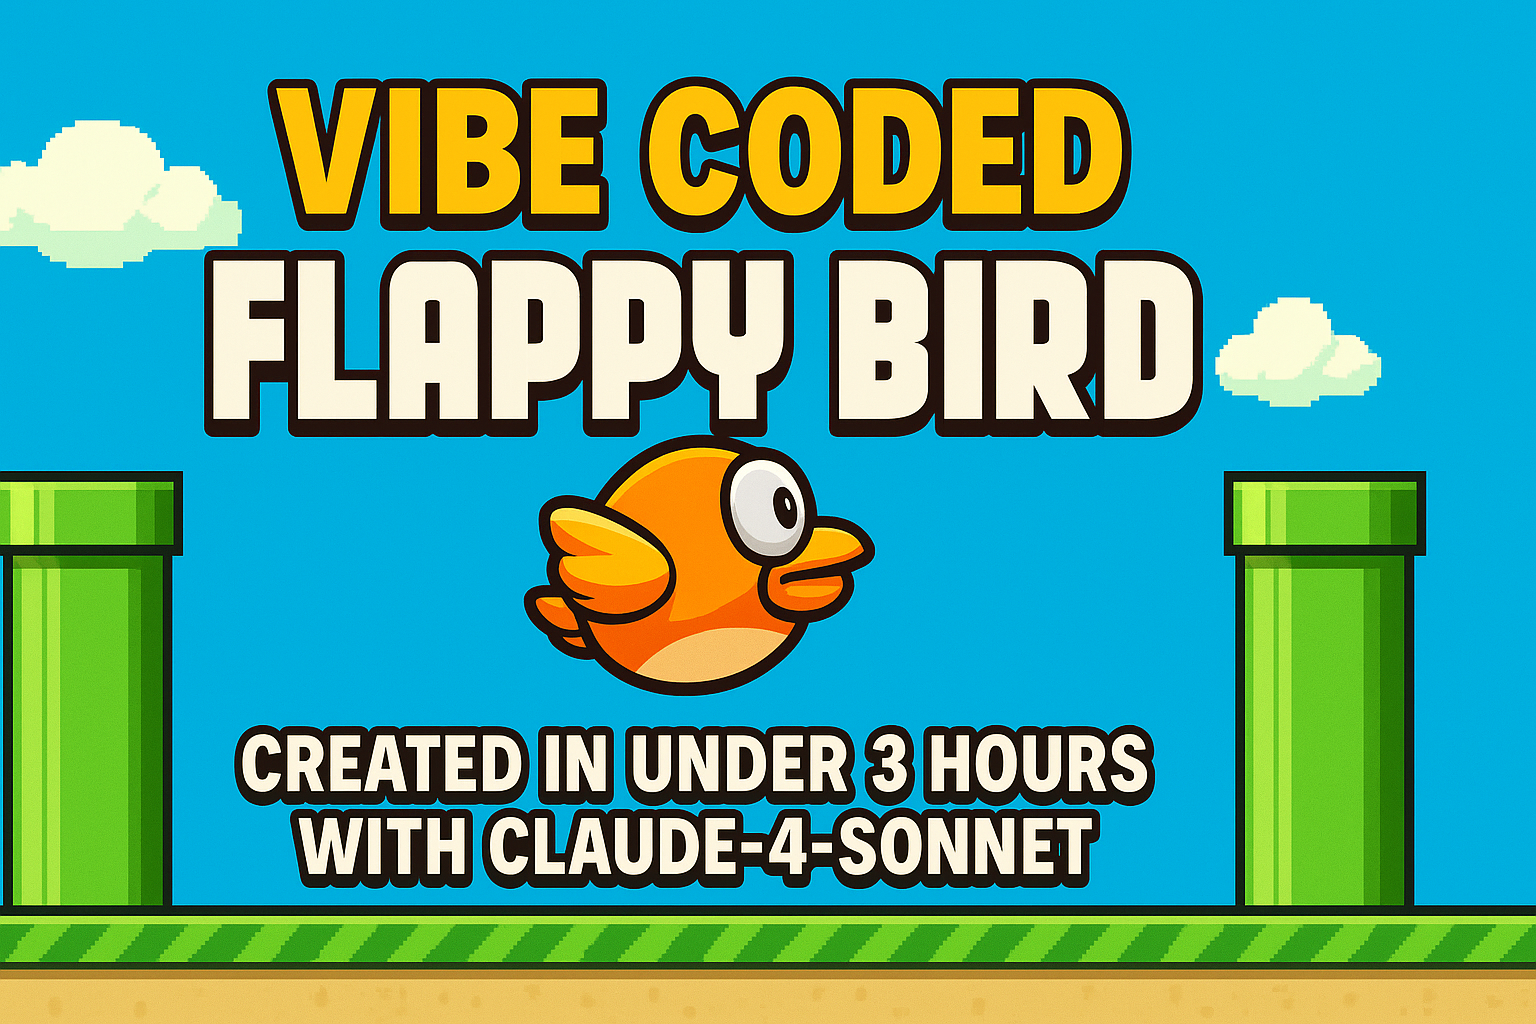 VIBE CODED
FLAPPY BIRD
CREATED IN UNDER 3 HOURS
WITH CLAUDE-4-SONNET